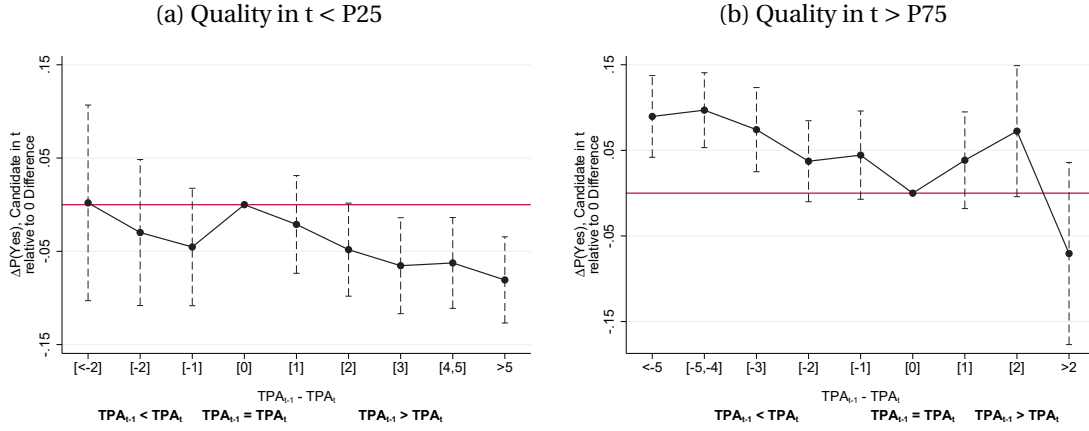 (a) Quality in t < P25
ΔP(Yes), Candidate in t
relative to 0 Difference
.15
.05
-.05
-.15
[<-2] [-2] [-1] [0] [1] [2] [3] [4,5] >5
TPAₜ₋₁ - TPAₜ
TPAₜ₋₁ < TPAₜ TPAₜ₋₁ = TPAₜ TPAₜ₋₁ > TPAₜ
(b) Quality in t > P75
ΔP(Yes), Candidate in t
relative to 0 Difference
.15
.05
-.05
-.15
<-5 [-5,-4] [-3] [-2] [-1] [0] [1] [2] >2
TPAₜ₋₁ - TPAₜ
TPAₜ₋₁ < TPAₜ TPAₜ₋₁ = TPAₜ TPAₜ₋₁ > TPAₜ